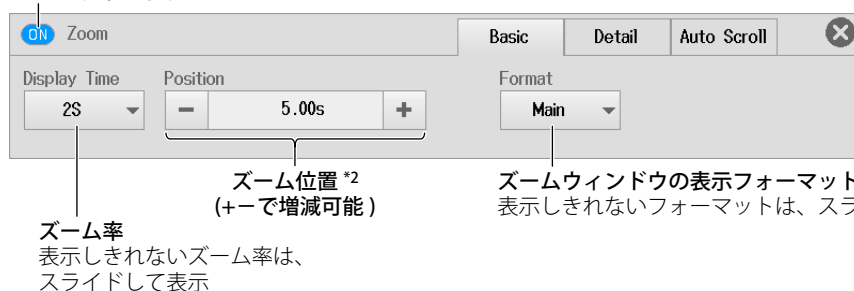 ON Zoom
Basic Detail Auto Scroll
Display Time Position Format
2S 5.00s Main
ズーム位置 *2
(+－で増減可能 )
ズームウィンドウの表示フォーマット
表示しきれないフォーマットは、スラ
ズーム率
表示しきれないズーム率は、
スライドして表示